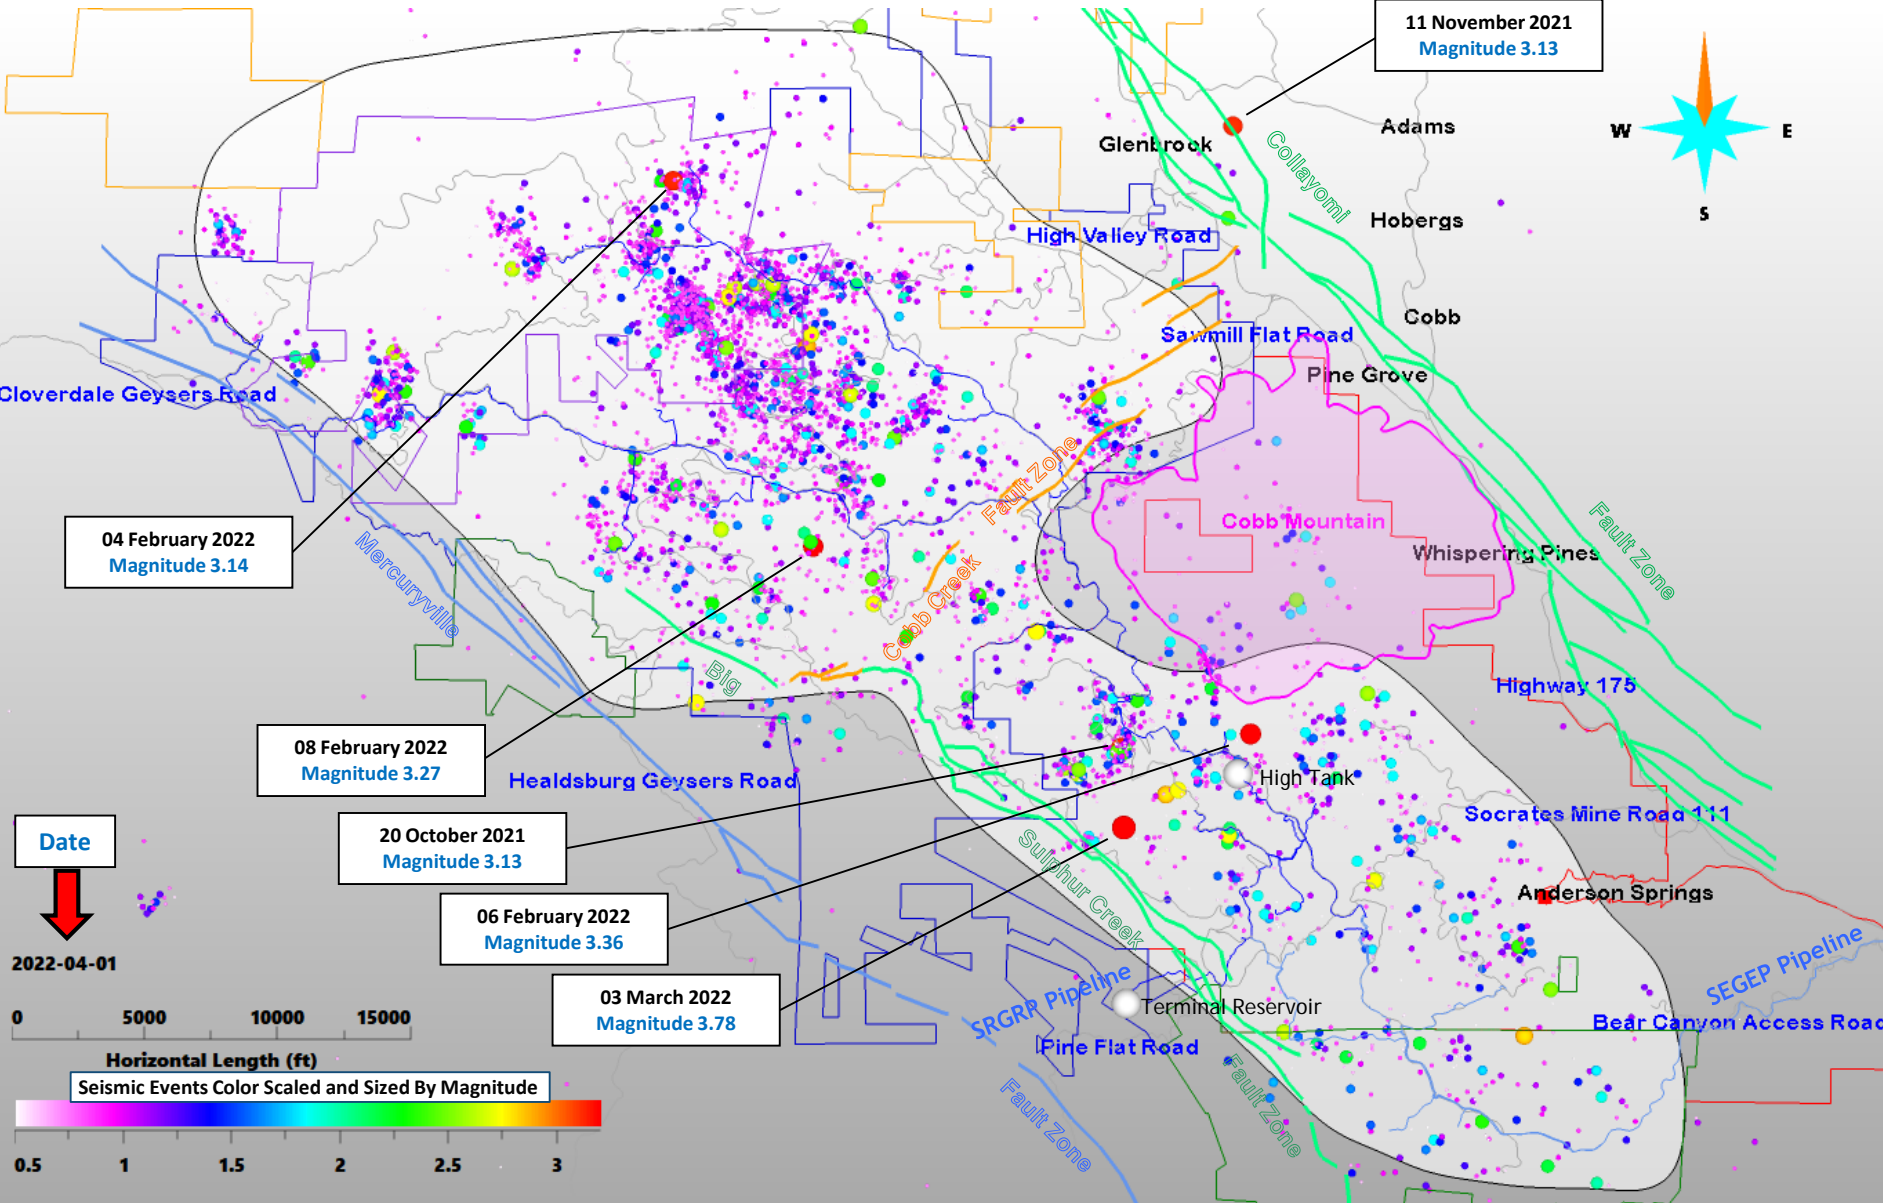 11 November 2021
Magnitude 3.13
Adams
W
E
S
Glenbrook
Collayomi
Hobergs
High Valley Road
Cobb
Sawmill Flat Road
Pine Grove
Cloverdale Geysers Road
Fault Zone
Cobb Mountain
Fault Zone
04 February 2022
Magnitude 3.14
Whispering Pines
Mercuryville
Cobb Creek
Big
Highway 175
08 February 2022
Magnitude 3.27
Healdsburg Geysers Road
High Tank
20 October 2021
Magnitude 3.13
Socrates Mine Road 111
Date
Sulphur Creek
Anderson Springs
06 February 2022
Magnitude 3.36
2022-04-01
SEGEP Pipeline
03 March 2022
Magnitude 3.78
SRGRP Pipeline
Terminal Reservoir
Bear Canyon Access Road
0 5000 10000 15000
Pine Flat Road
Horizontal Length (ft)
Fault Zone
Fault Zone
Seismic Events Color Scaled and Sized By Magnitude
0.5 1 1.5 2 2.5 3